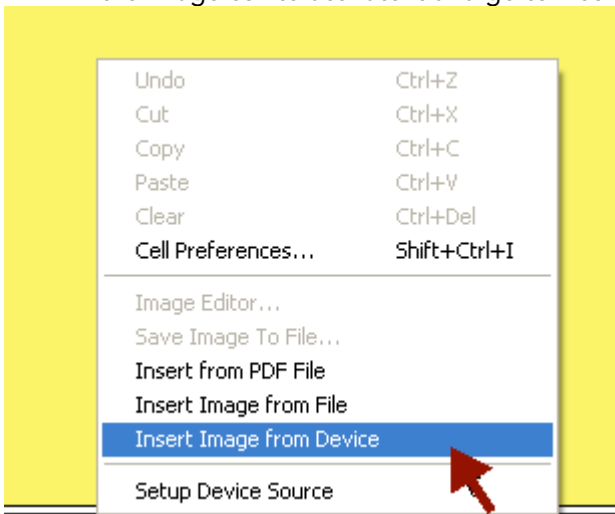 Undo Ctrl+Z
Cut Ctrl+X
Copy Ctrl+C
Paste Ctrl+V
Clear Ctrl+Del
Cell Preferences... Shift+Ctrl+I
Image Editor...
Save Image To File...
Insert from PDF File
Insert Image from File
Insert Image from Device
Setup Device Source